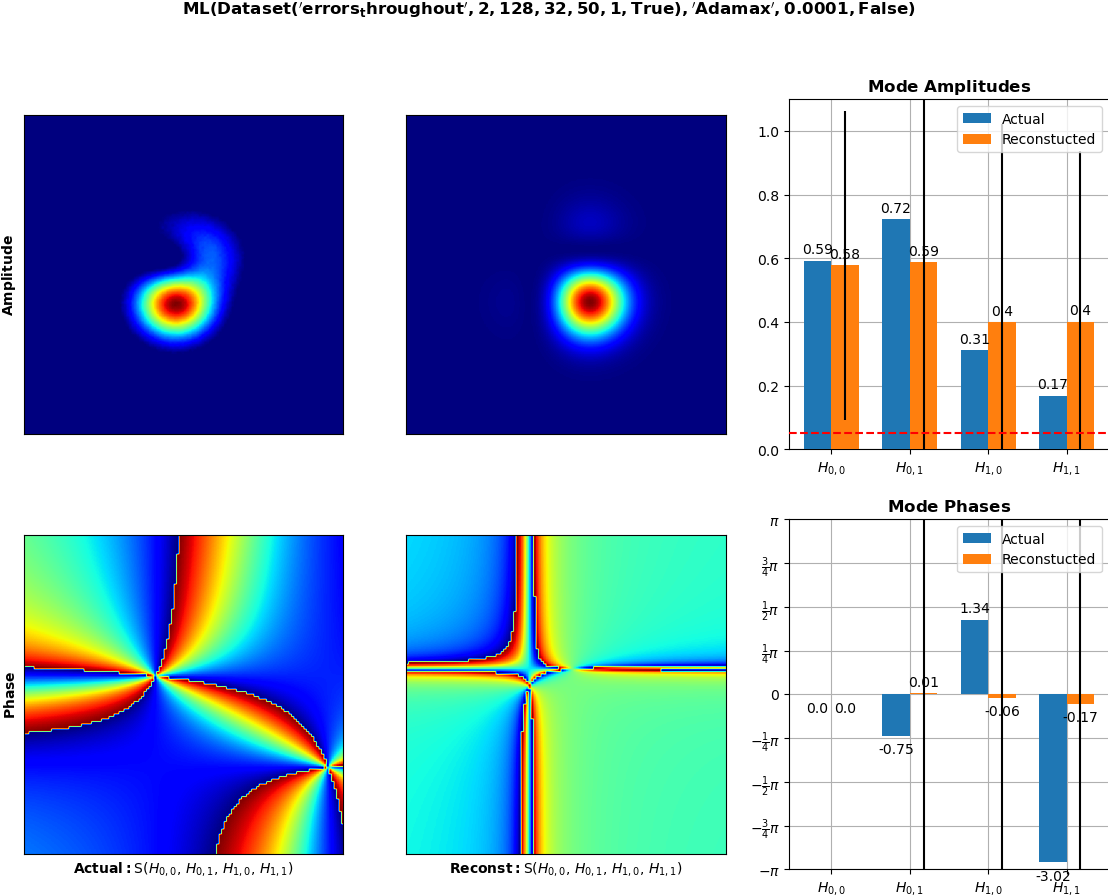 ML(Dataset('errors_throughout', 2, 128, 32, 50, 1, True), 'Adamax', 0.0001, False)
Mode Amplitudes
Amplitude
Actual
Reconstucted
1.0
0.8
0.6
0.4
0.2
0.0
0.59
0.58
0.72
0.59
0.31
0.4
0.17
0.4
H0,0
H0,1
H1,0
H1,1
Mode Phases
Phase
Actual
Reconstucted
π
3/4π
1/2π
1/4π
0
−1/4π
−1/2π
−3/4π
−π
0.0
0.0
-0.75
0.01
1.34
-0.06
-3.02
-0.17
H0,0
H0,1
H1,0
H1,1
Actual: S(H0,0, H0,1, H1,0, H1,1)
Reconst: S(H0,0, H0,1, H1,0, H1,1)